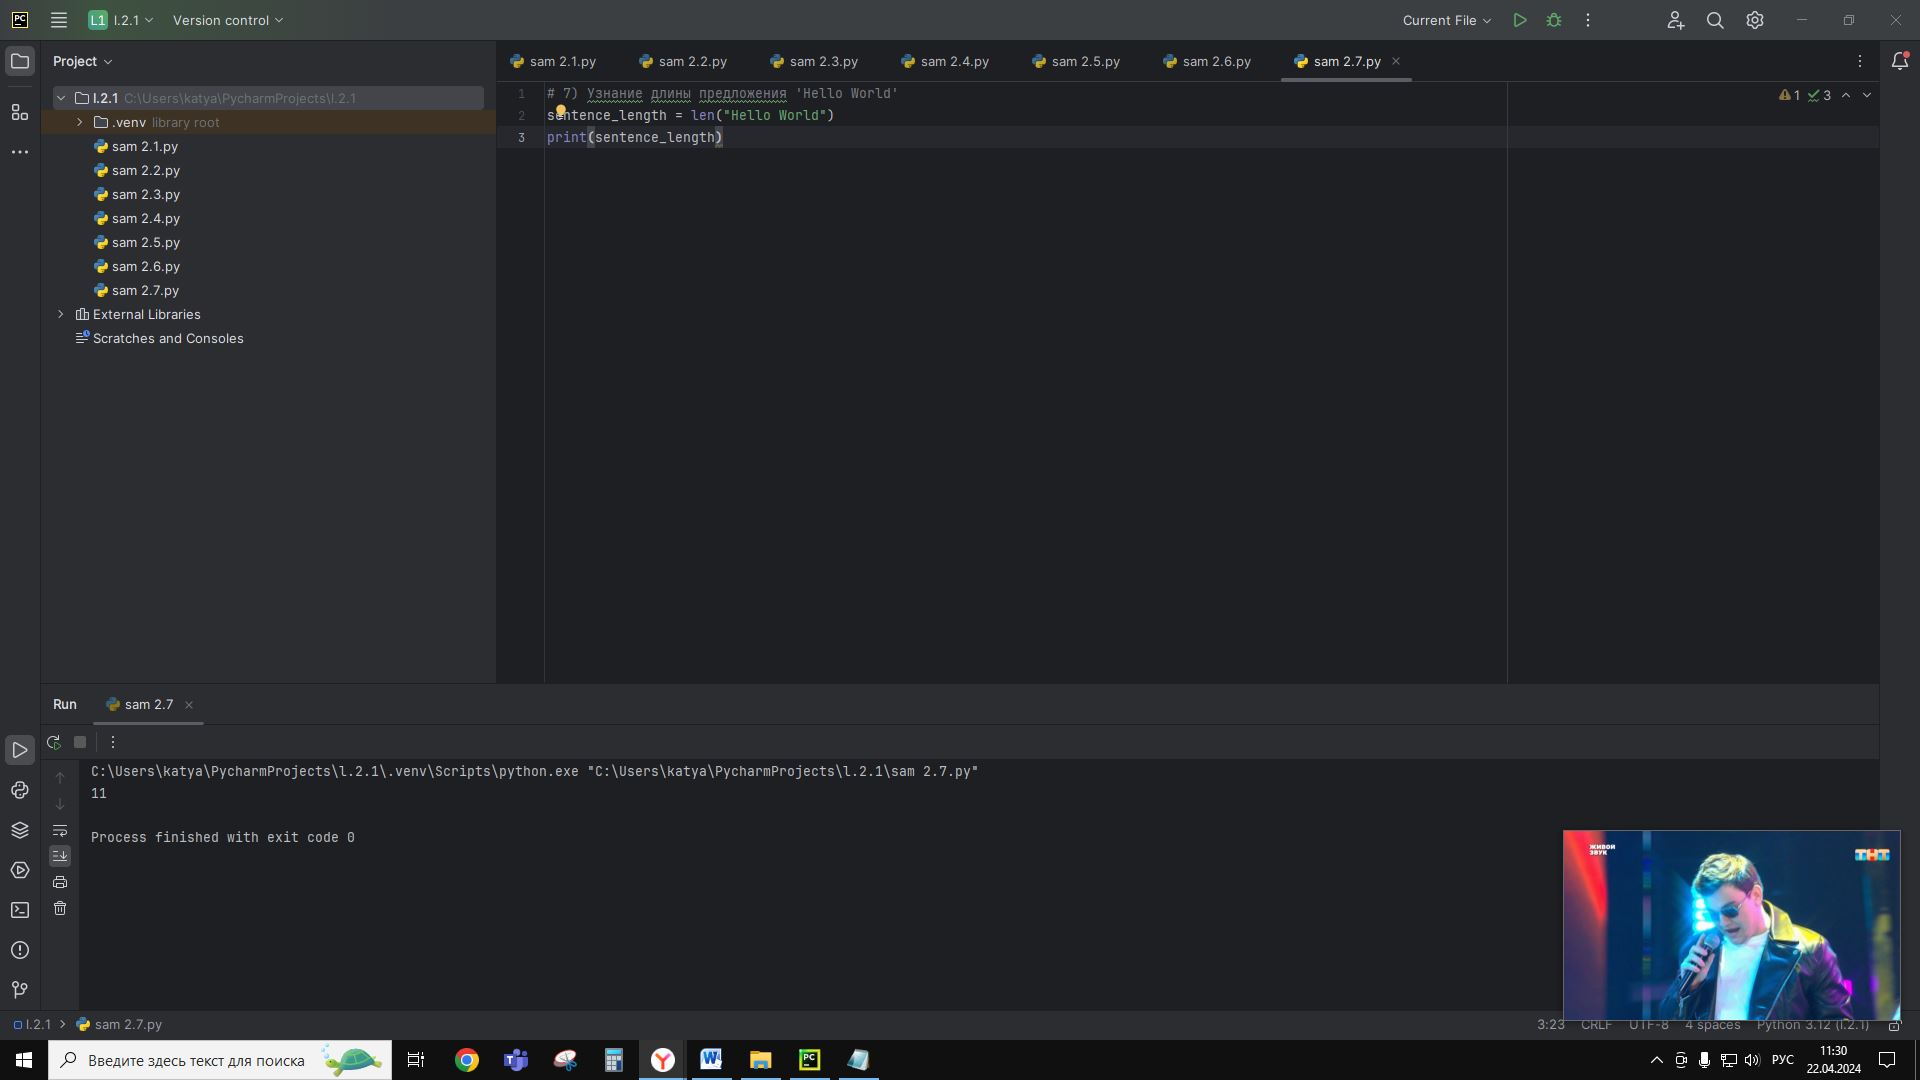 PC
L1 l.2.1
Version control
Current File
Project
sam 2.1.py
sam 2.2.py
sam 2.3.py
sam 2.4.py
sam 2.5.py
sam 2.6.py
sam 2.7.py
l.2.1 C:\Users\katya\PycharmProjects\l.2.1
.venv library root
sam 2.1.py
sam 2.2.py
sam 2.3.py
sam 2.4.py
sam 2.5.py
sam 2.6.py
sam 2.7.py
External Libraries
Scratches and Consoles
1 # 7) Узнание длины предложения 'Hello World'
2 sentence_length = len("Hello World")
3 print(sentence_length)
1 3
Run
sam 2.7
C:\Users\katya\PycharmProjects\l.2.1\.venv\Scripts\python.exe "C:\Users\katya\PycharmProjects\l.2.1\sam 2.7.py"
11
Process finished with exit code 0
ЖИВОЙ
ЗВУК
ТНТ
l.2.1
sam 2.7.py
3:23 CRLF UTF-8 4 spaces Python 3.12 (l.2.1)
Введите здесь текст для поиска
РУС
11:30
22.04.2024